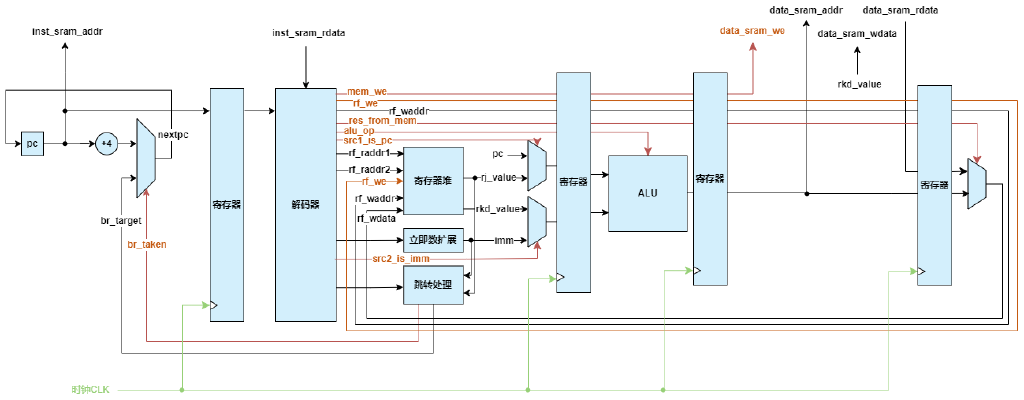 data_sram_addr
data_sram_rdata
inst_sram_addr
inst_sram_rdata
data_sram_we
data_sram_wdata
rkd_value
mem_we
rf_we
rf_waddr
res_from_mem
alu_op
src1_is_pc
nextpc
pc
+4
rf_raddr1
pc
rf_raddr2
寄存器堆
rj_value
rf_we
寄存器
ALU
寄存器
寄存器
解码器
寄存器
rf_waddr
rkd_value
rf_wdata
br_target
立即数扩展
imm
br_taken
src2_is_imm
跳转处理
时钟CLK